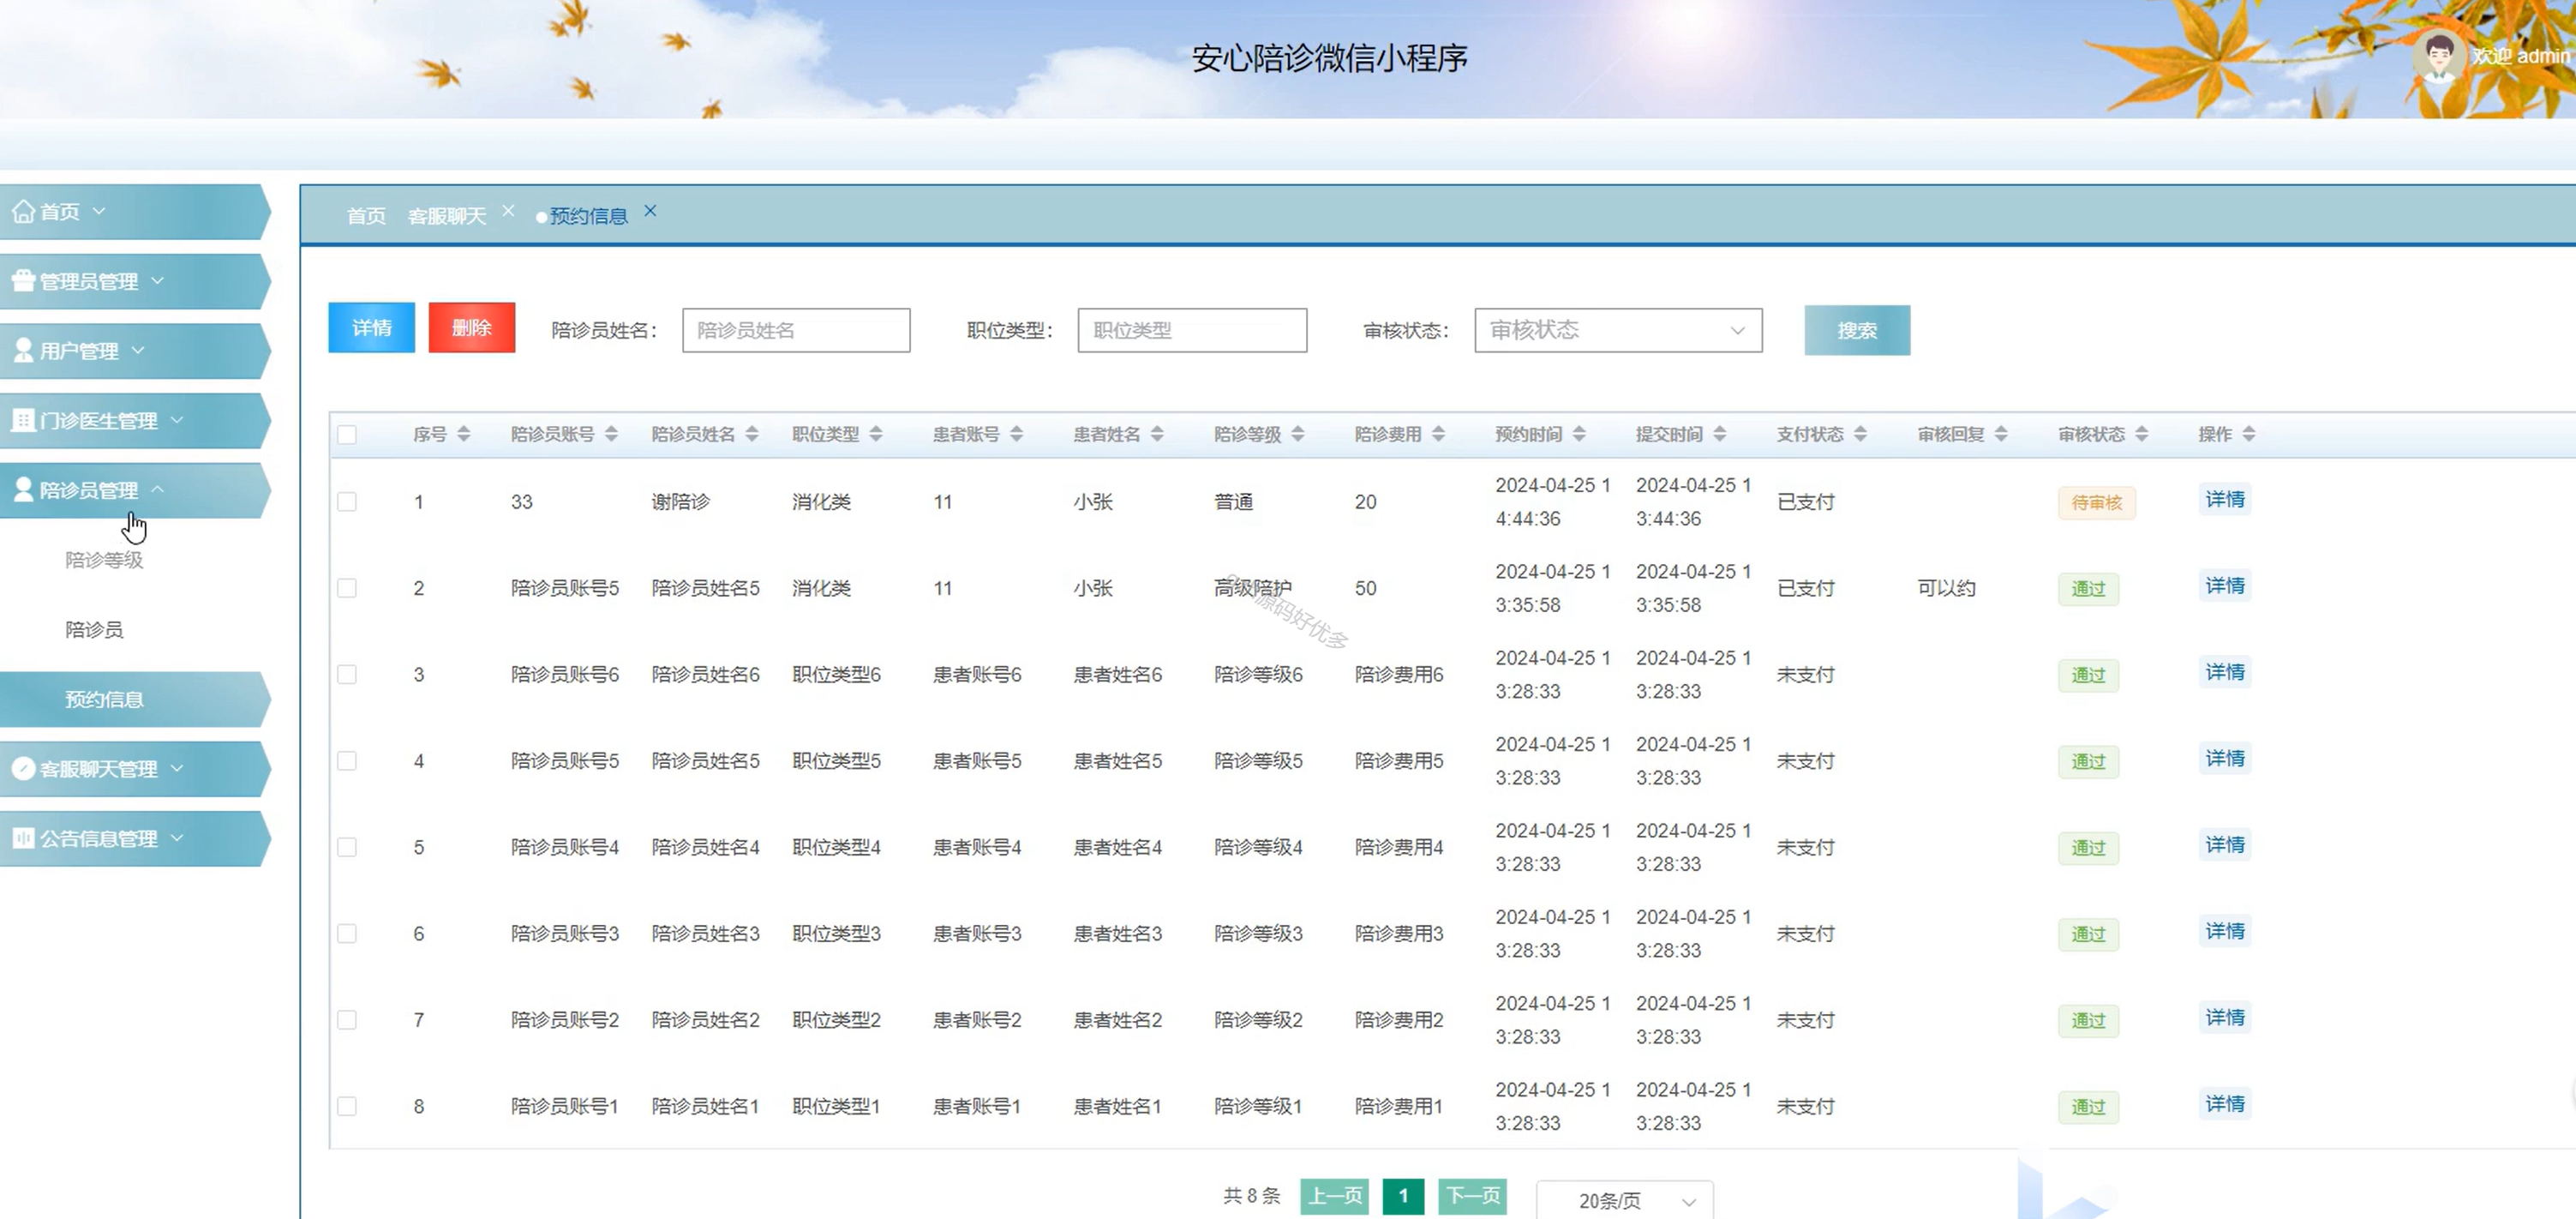 安心陪诊微信小程序
欢迎 admin
首页
管理员管理
用户管理
门诊医生管理
陪诊员管理
陪诊等级
陪诊员
预约信息
客服聊天管理
公告信息管理
首页 客服聊天 预约信息
详情 删除 陪诊员姓名： 陪诊员姓名 职位类型： 职位类型 审核状态： 审核状态 搜索
序号 陪诊员账号 陪诊员姓名 职位类型 患者账号 患者姓名 陪诊等级 陪诊费用 预约时间 提交时间 支付状态 审核回复 审核状态 操作
1 33 谢陪诊 消化类 11 小张 普通 20 2024-04-25 14:44:36 2024-04-25 13:44:36 已支付 待审核 详情
2 陪诊员账号5 陪诊员姓名5 消化类 11 小张 高级陪护 50 2024-04-25 13:35:58 2024-04-25 13:35:58 已支付 可以约 通过 详情
3 陪诊员账号6 陪诊员姓名6 职位类型6 患者账号6 患者姓名6 陪诊等级6 陪诊费用6 2024-04-25 13:28:33 2024-04-25 13:28:33 未支付 通过 详情
4 陪诊员账号5 陪诊员姓名5 职位类型5 患者账号5 患者姓名5 陪诊等级5 陪诊费用5 2024-04-25 13:28:33 2024-04-25 13:28:33 未支付 通过 详情
5 陪诊员账号4 陪诊员姓名4 职位类型4 患者账号4 患者姓名4 陪诊等级4 陪诊费用4 2024-04-25 13:28:33 2024-04-25 13:28:33 未支付 通过 详情
6 陪诊员账号3 陪诊员姓名3 职位类型3 患者账号3 患者姓名3 陪诊等级3 陪诊费用3 2024-04-25 13:28:33 2024-04-25 13:28:33 未支付 通过 详情
7 陪诊员账号2 陪诊员姓名2 职位类型2 患者账号2 患者姓名2 陪诊等级2 陪诊费用2 2024-04-25 13:28:33 2024-04-25 13:28:33 未支付 通过 详情
8 陪诊员账号1 陪诊员姓名1 职位类型1 患者账号1 患者姓名1 陪诊等级1 陪诊费用1 2024-04-25 13:28:33 2024-04-25 13:28:33 未支付 通过 详情
源码好优多
共 8 条 上一页 1 下一页 20条/页